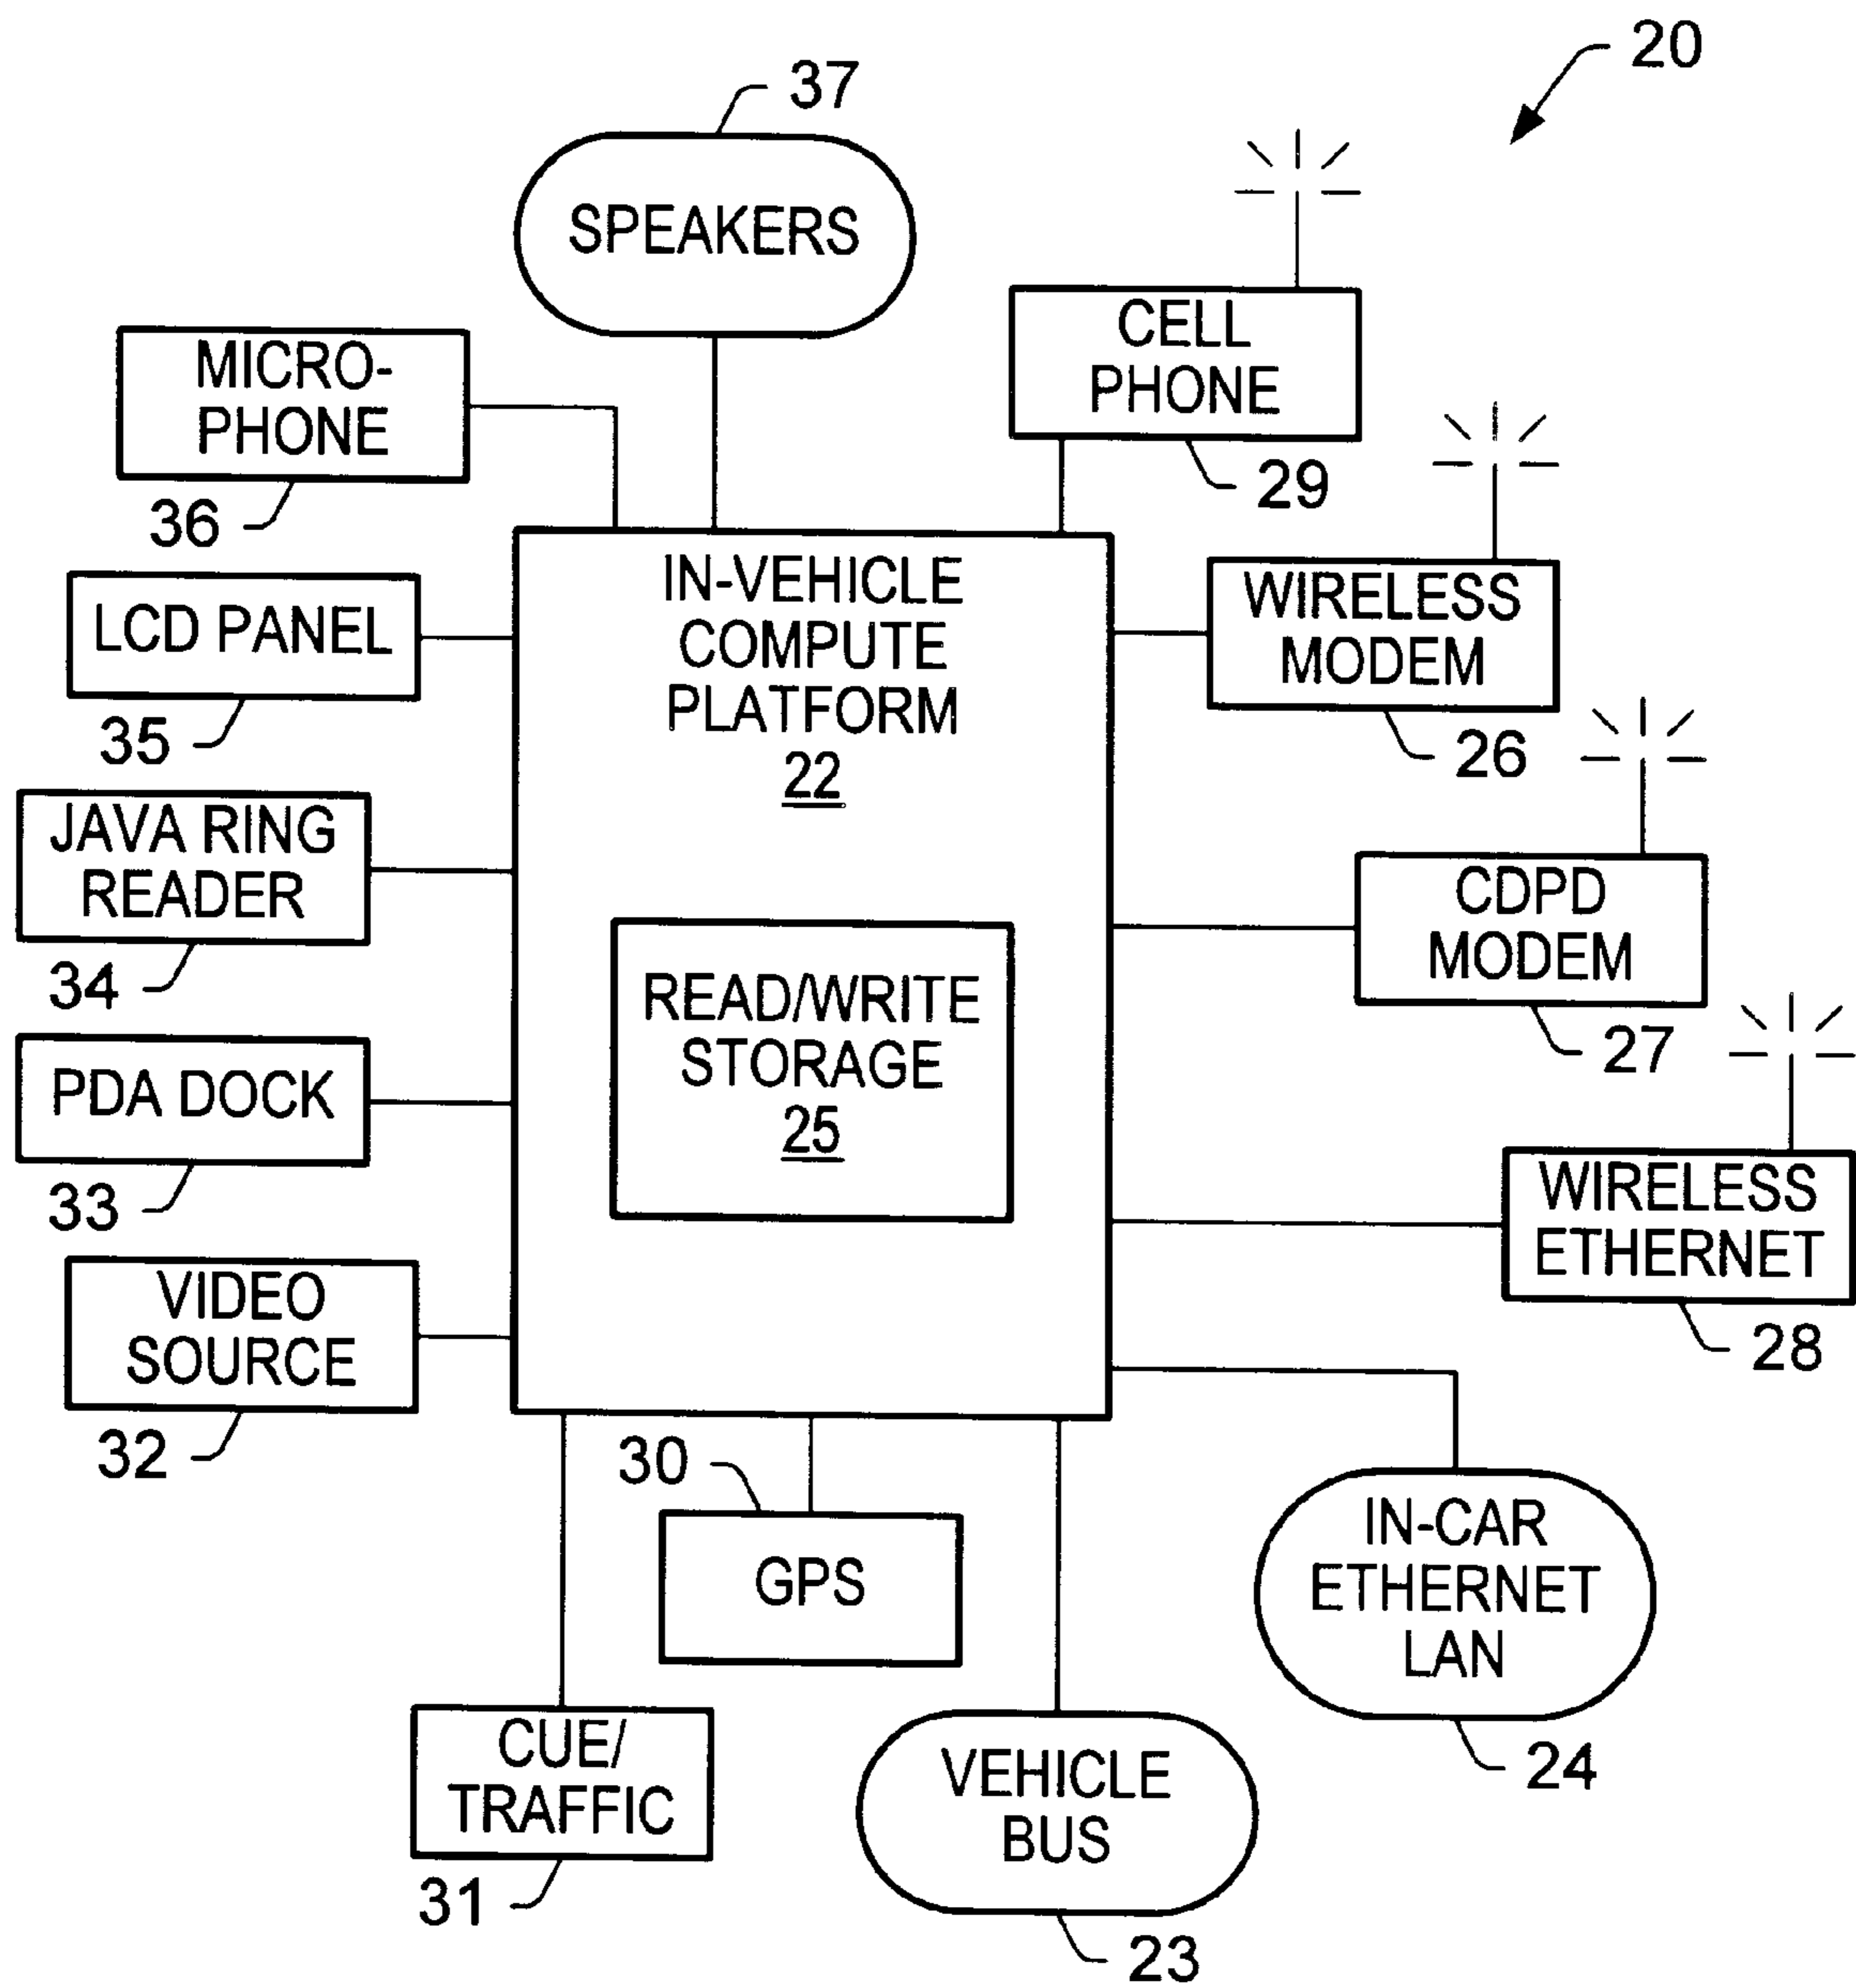 20
37
SPEAKERS
CELL
PHONE
29
MICRO-
PHONE
36
IN-VEHICLE
COMPUTE
PLATFORM
22
WIRELESS
MODEM
26
LCD PANEL
35
JAVA RING
READER
34
CDPD
MODEM
27
READ/WRITE
STORAGE
25
PDA DOCK
33
WIRELESS
ETHERNET
28
VIDEO
SOURCE
32
30
GPS
IN-CAR
ETHERNET
LAN
24
CUE/
TRAFFIC
31
VEHICLE
BUS
23